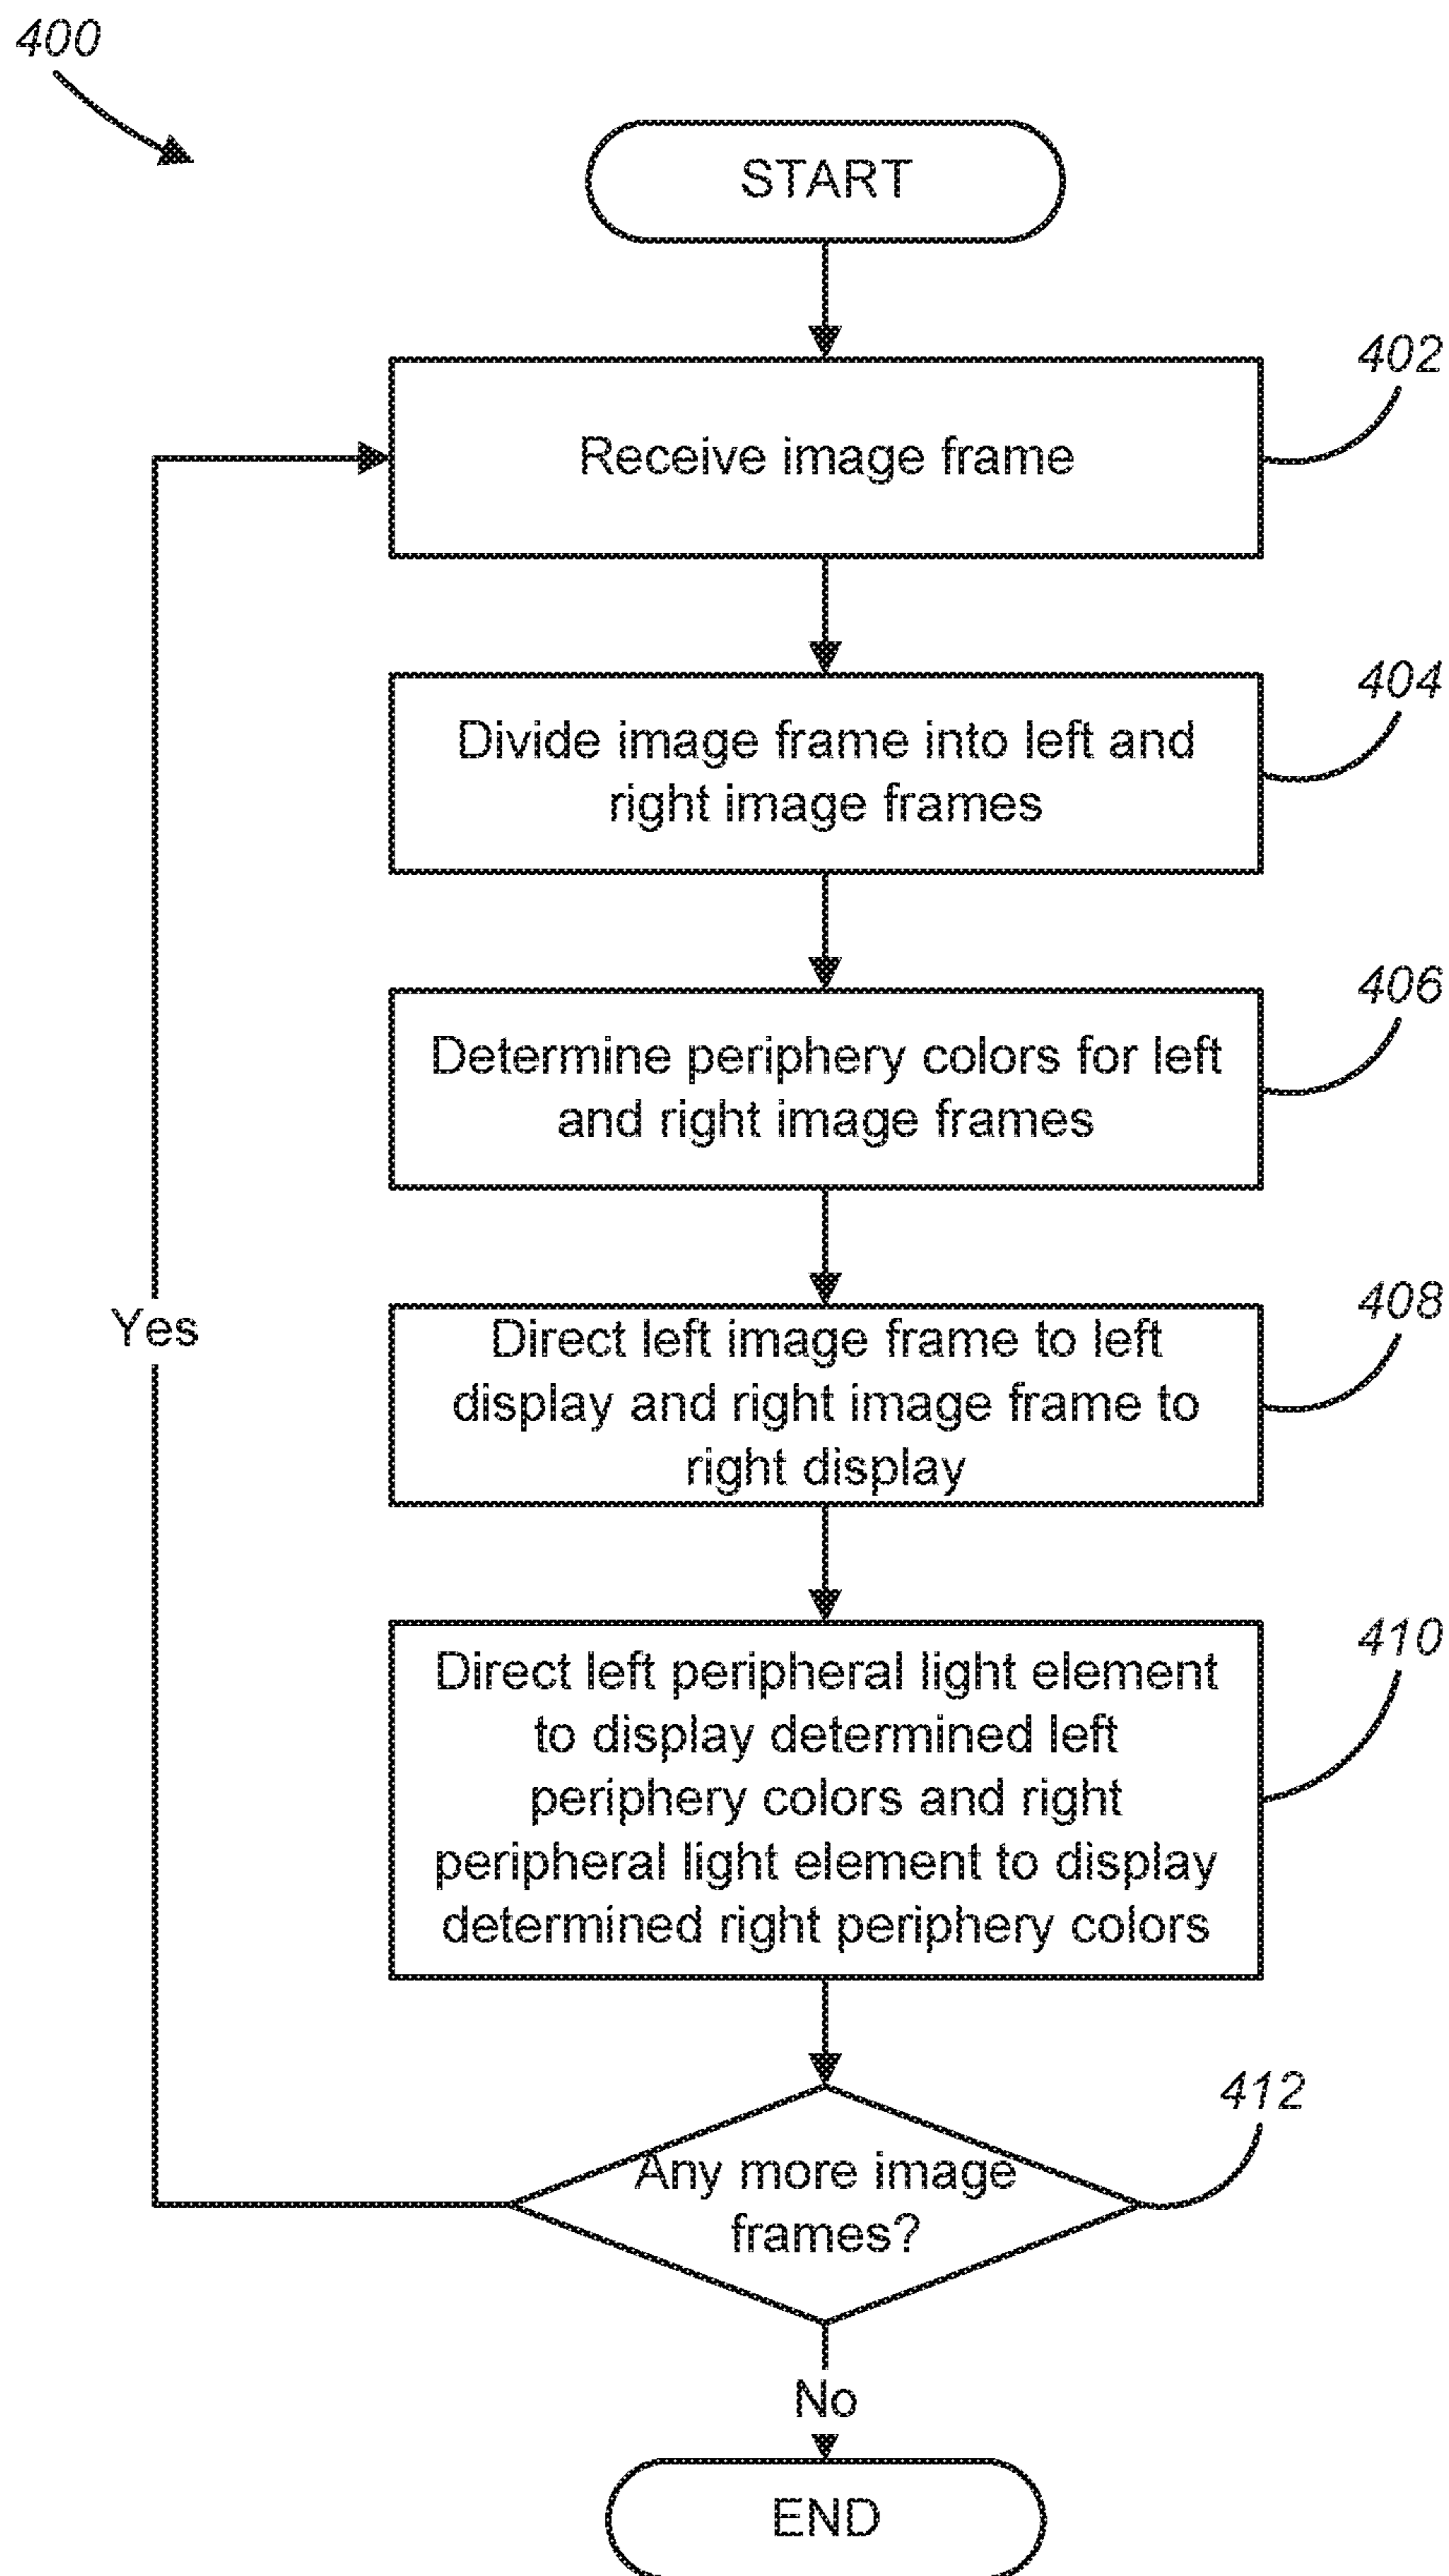 400
START
402
Receive image frame
404
Divide image frame into left and
right image frames
406
Determine periphery colors for left
and right image frames
408
Direct left image frame to left
display and right image frame to
right display
Yes
410
Direct left peripheral light element
to display determined left
periphery colors and right
peripheral light element to display
determined right periphery colors
412
Any more image
frames?
No
END